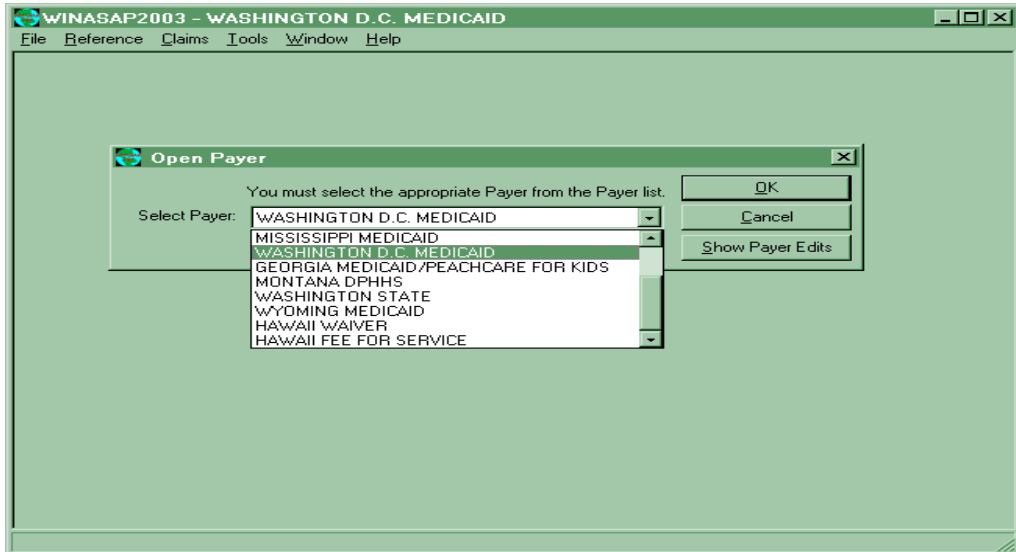 WINASAP2003 - WASHINGTON D.C. MEDICAID
File Reference Claims Tools Window Help
Open Payer
You must select the appropriate Payer from the Payer list.
OK
Select Payer: WASHINGTON D.C. MEDICAID
Cancel
MISSISSIPPI MEDICAID
Show Payer Edits
WASHINGTON D.C. MEDICAID
GEORGIA MEDICAID/PEACHCARE FOR KIDS
MONTANA DPHHS
WASHINGTON STATE
WYOMING MEDICAID
HAWAII WAIVER
HAWAII FEE FOR SERVICE